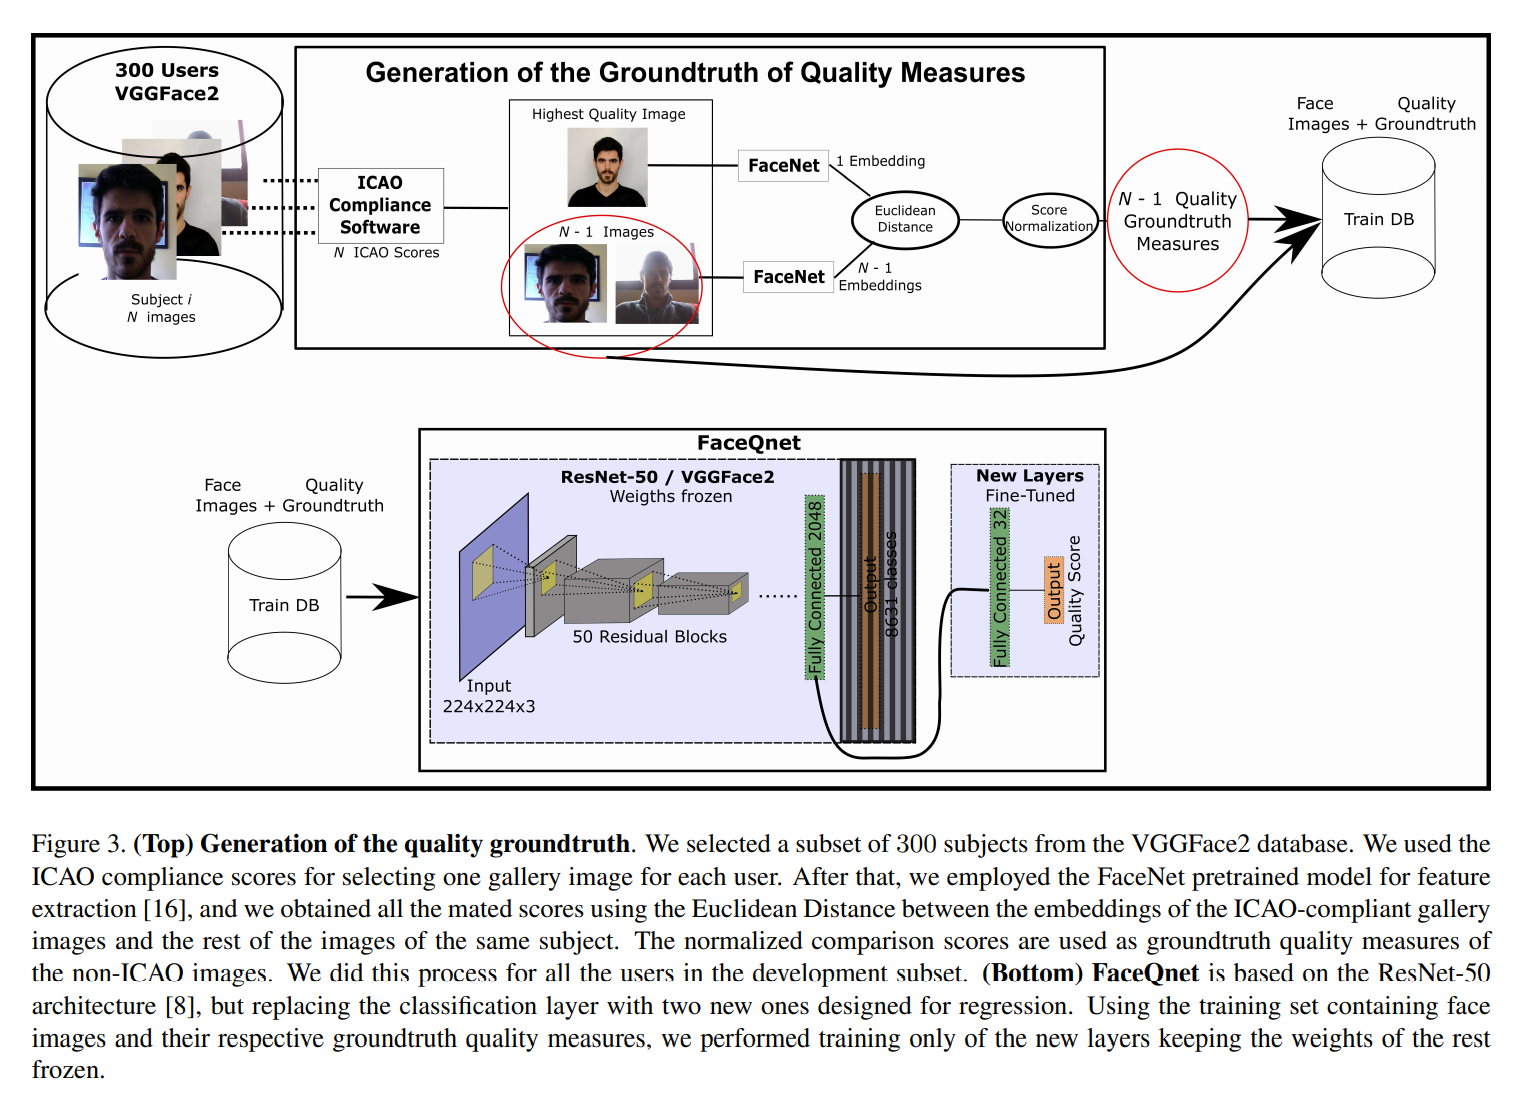 300 Users
VGGFace2
Subject i
N images
Generation of the Groundtruth of Quality Measures
ICAO
Compliance
Software
N ICAO Scores
Highest Quality Image
N - 1 Images
FaceNet
1 Embedding
FaceNet
N - 1
Embeddings
Euclidean
Distance
Score
Normalization
N - 1 Quality
Groundtruth
Measures
Face Quality
Images + Groundtruth
Train DB
Face Quality
Images + Groundtruth
Train DB
FaceQnet
ResNet-50 / VGGFace2
Weigths frozen
Input
224x224x3
50 Residual Blocks
Fully Connected 2048
Output
8631 classes
New Layers
Fine-Tuned
Fully Connected 32
Output
Quality Score
Figure 3. (Top) Generation of the quality groundtruth. We selected a subset of 300 subjects from the VGGFace2 database. We used the
ICAO compliance scores for selecting one gallery image for each user. After that, we employed the FaceNet pretrained model for feature
extraction [16], and we obtained all the mated scores using the Euclidean Distance between the embeddings of the ICAO-compliant gallery
images and the rest of the images of the same subject. The normalized comparison scores are used as groundtruth quality measures of
the non-ICAO images. We did this process for all the users in the development subset. (Bottom) FaceQnet is based on the ResNet-50
architecture [8], but replacing the classification layer with two new ones designed for regression. Using the training set containing face
images and their respective groundtruth quality measures, we performed training only of the new layers keeping the weights of the rest
frozen.